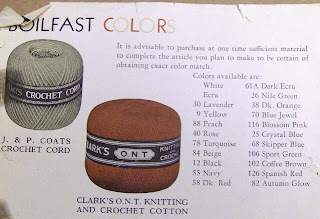 BOILFAST COLORS
It is advisable to purchase at one time sufficient material
to complete the article you plan to make to be certain of
obtaining exact color match.
Colors available are:
White
Ecru
30 Lavender
9 Yellow
88 Peach
40 Rose
78 Turquoise
84 Beige
12 Black
55 Navy
58 Dk. Red
61A Dark Ecru
26 Nile Green
38 Dk. Orange
70 Blue Jewel
116 Blossom Pink
25 Crystal Blue
68 Skipper Blue
106 Sport Green
102 Coffee Brown
126 Spanish Red
82 Autumn Glow
CROCHET CORD
J. & P. COATS
CROCHET CORD
CLARK'S O.N.T.
CLARK'S O.N.T. KNITTING
AND CROCHET COTTON